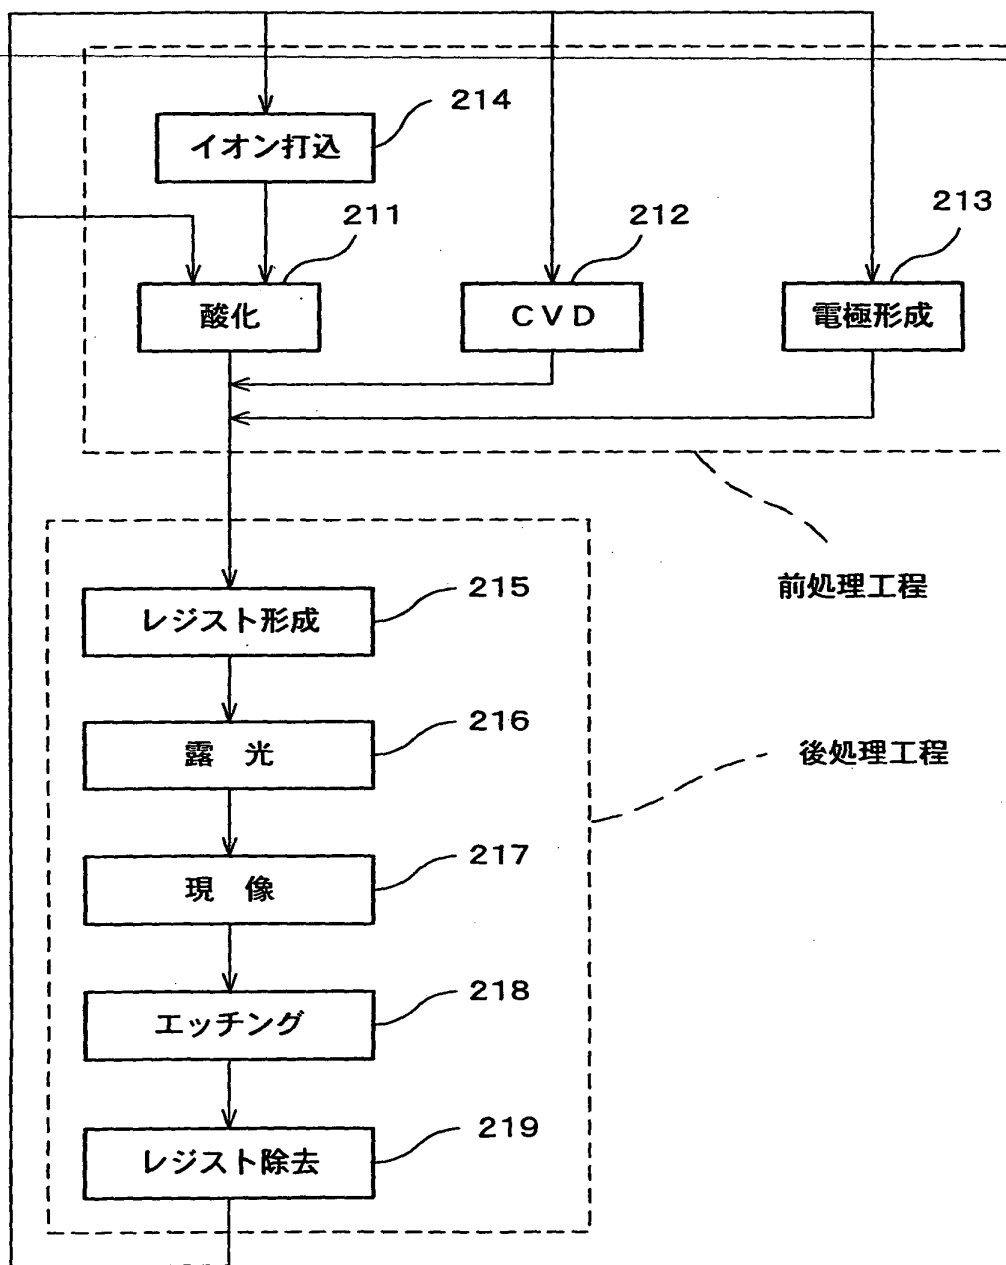 214
イオン打込
211
212
213
酸化
CVD
電極形成
215
前処理工程
レジスト形成
216
露 光
後処理工程
217
現 像
218
エッチング
219
レジスト除去